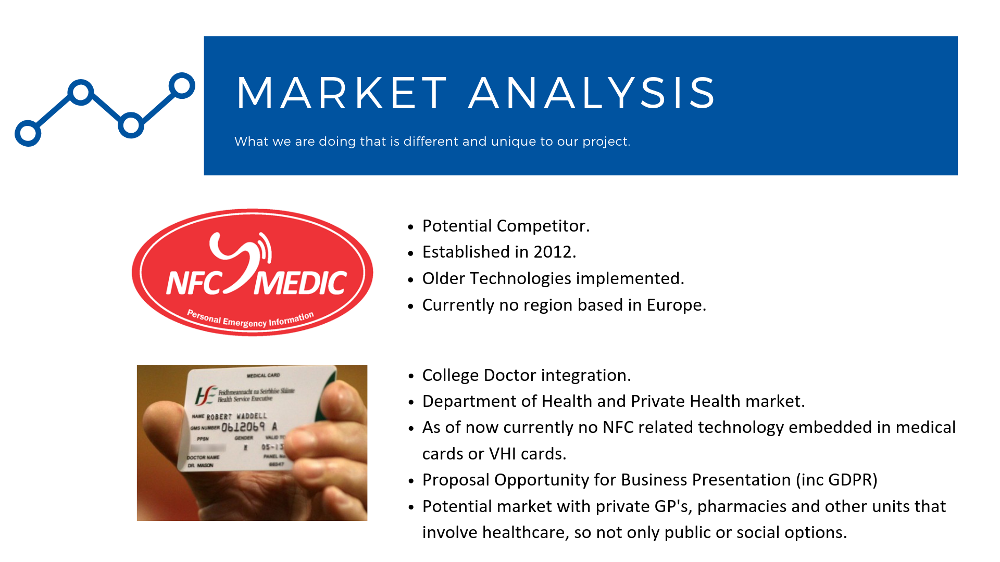 MARKET ANALYSIS
What we are doing that is different and unique to our project.
NFC MEDIC
Personal Emergency Information
• Potential Competitor.
• Established in 2012.
• Older Technologies implemented.
• Currently no region based in Europe.
MEDICAL CARD
Feidhmeannacht na Seirbhíse Sláinte
Health Service Executive
NAME ROBERT WADDELL
GMS NUMBER 0612069 A
PPSN GENDER VALID TO
M 05-13
DOCTOR NAME PANEL No.
DR. MASON 66347
• College Doctor integration.
• Department of Health and Private Health market.
• As of now currently no NFC related technology embedded in medical
cards or VHI cards.
• Proposal Opportunity for Business Presentation (inc GDPR)
• Potential market with private GP's, pharmacies and other units that
involve healthcare, so not only public or social options.